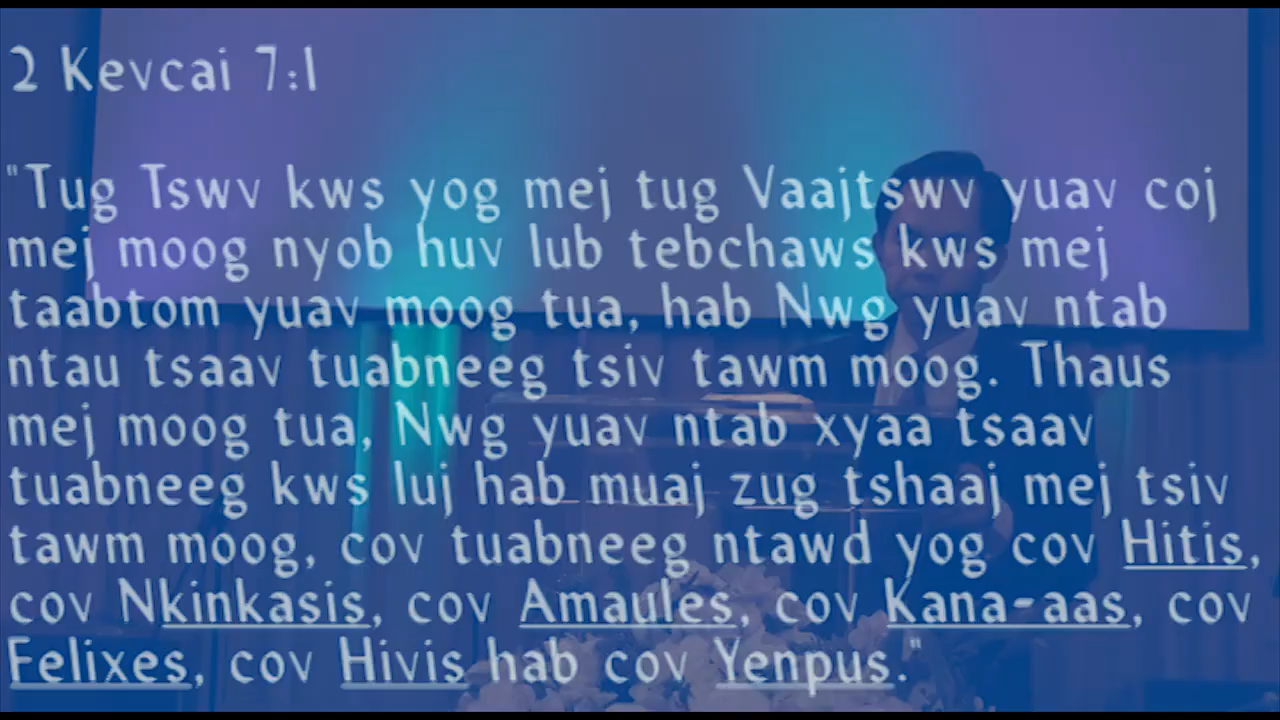 2 Kevcai 7:1
"Tug Tswv kws yog mej tug Vaajtswv yuav coj
mej moog nyob huv lub tebchaws kws mej
taabtom yuav moog tua, hab Nwg yuav ntab
ntau tsaav tuabneeg tsiv tawm moog. Thaus
mej moog tua, Nwg yuav ntab xyaa tsaav
tuabneeg kws luj hab muaj zug tshaaj mej tsiv
tawm moog, cov tuabneeg ntawd yog cov Hitis,
cov Nkinkasis, cov Amaules, cov Kana-aas, cov
Felixes, cov Hivis hab cov Yenpus."